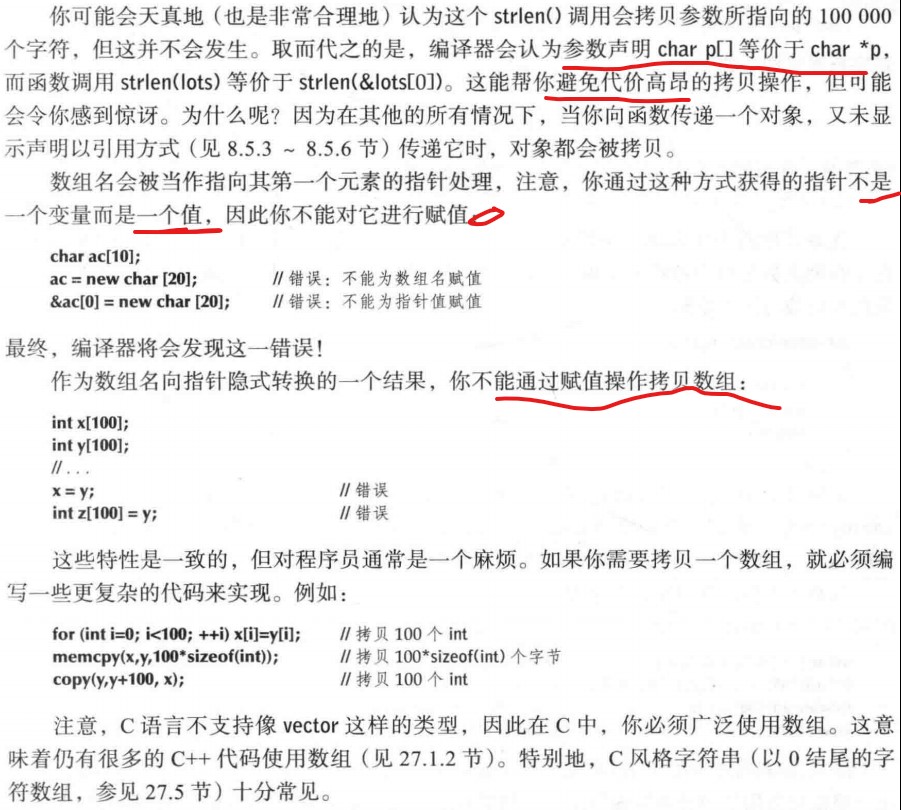 你可能会天真地（也是非常合理地）认为这个 strlen() 调用会拷贝参数所指向的 100 000
个字符，但这并不会发生。取而代之的是，编译器会认为参数声明 char p[] 等价于 char *p，
而函数调用 strlen(lots) 等价于 strlen(&lots[0])。这能帮你避免代价高昂的拷贝操作，但可能
会令你感到惊讶。为什么呢？因为在其他的所有情况下，当你向函数传递一个对象，又未显
示声明以引用方式（见 8.5.3 ~ 8.5.6 节）传递它时，对象都会被拷贝。
数组名会被当作指向其第一个元素的指针处理，注意，你通过这种方式获得的指针不是
一个变量而是一个值，因此你不能对它进行赋值
char ac[10];
ac = new char [20]; // 错误：不能为数组名赋值
&ac[0] = new char [20]; // 错误：不能为指针值赋值
最终，编译器将会发现这一错误！
作为数组名向指针隐式转换的一个结果，你不能通过赋值操作拷贝数组：
int x[100];
int y[100];
// . . .
x = y; // 错误
int z[100] = y; // 错误
这些特性是一致的，但对程序员通常是一个麻烦。如果你需要拷贝一个数组，就必须编
写一些更复杂的代码来实现。例如：
for (int i=0; i<100; ++i) x[i]=y[i]; // 拷贝 100 个 int
memcpy(x,y,100*sizeof(int)); // 拷贝 100*sizeof(int) 个字节
copy(y,y+100, x); // 拷贝 100 个 int
注意，C 语言不支持像 vector 这样的类型，因此在 C 中，你必须广泛使用数组。这意
味着仍有很多的 C++ 代码使用数组（见 27.1.2 节）。特别地，C 风格字符串（以 0 结尾的字
符数组，参见 27.5 节）十分常见。